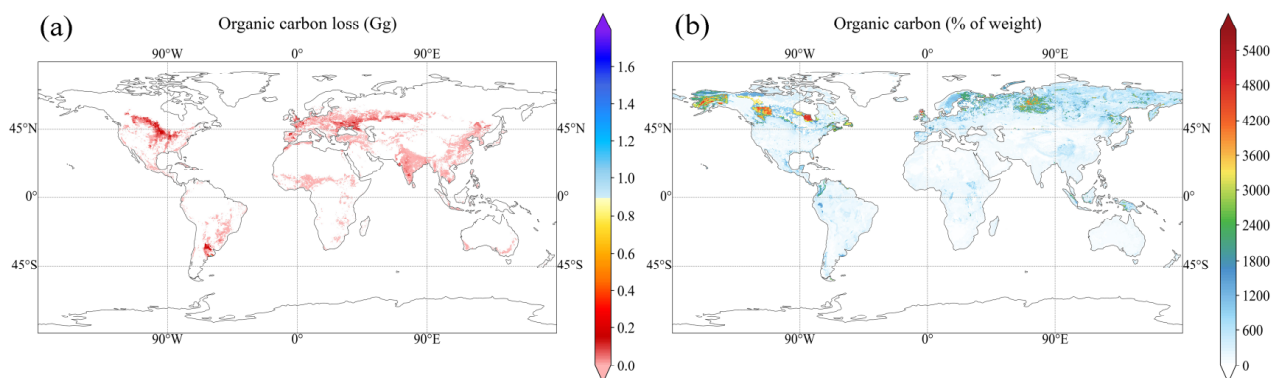 (a)
Organic carbon loss (Gg)
90°W
0°
90°E
45°N
45°N
0°
0°
45°S
45°S
90°W
0°
90°E
1.6
1.4
1.2
1.0
0.8
0.6
0.4
0.2
0.0
(b)
Organic carbon (% of weight)
90°W
0°
90°E
45°N
45°N
0°
0°
45°S
45°S
90°W
0°
90°E
5400
4800
4200
3600
3000
2400
1800
1200
600
0